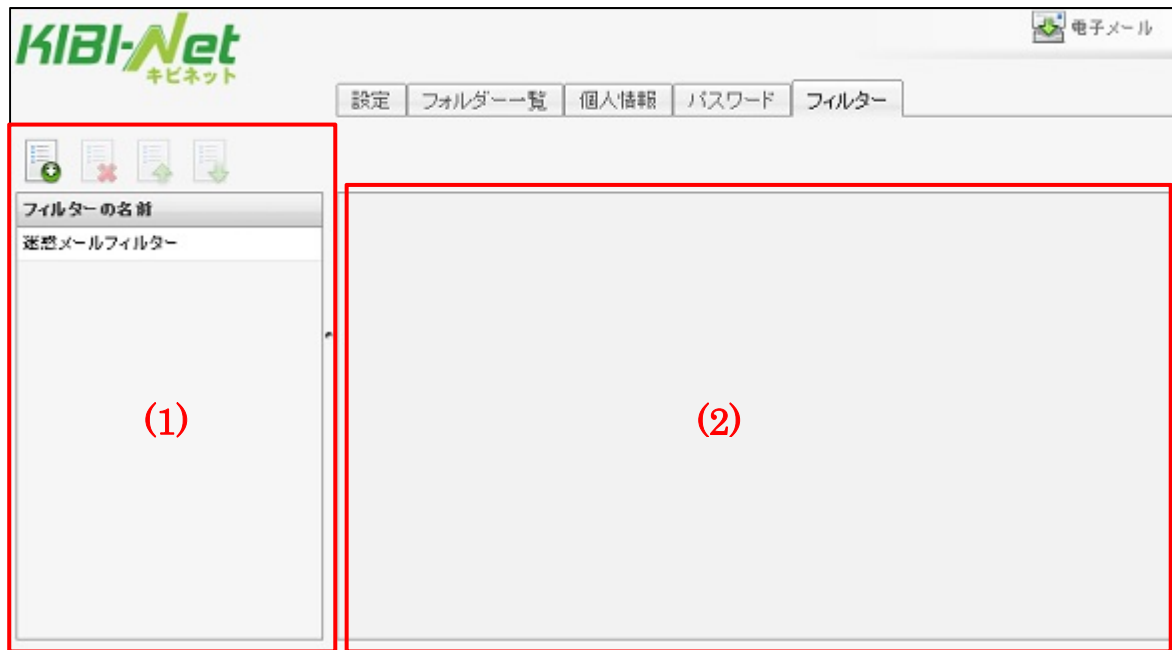 KIBI-Net
キビネット
電子メール
設定 フォルダー一覧 個人情報 パスワード フィルター
フィルターの名前
迷惑メールフィルター
(1)
(2)